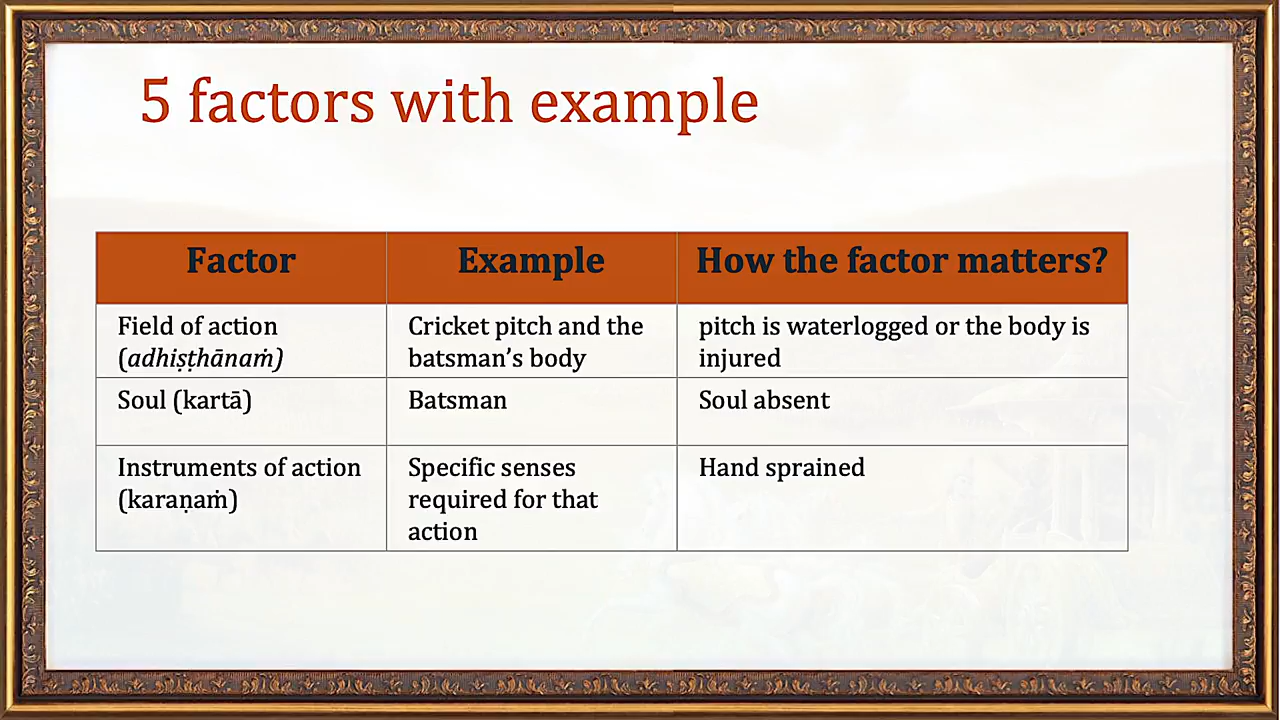 5 factors with example
Factor
Example
How the factor matters?
Field of action
(adhiṣṭhānaṁ)
Cricket pitch and the
batsman’s body
pitch is waterlogged or the body is
injured
Soul (kartā)
Batsman
Soul absent
Instruments of action
(karaṇaṁ)
Specific senses
required for that
action
Hand sprained